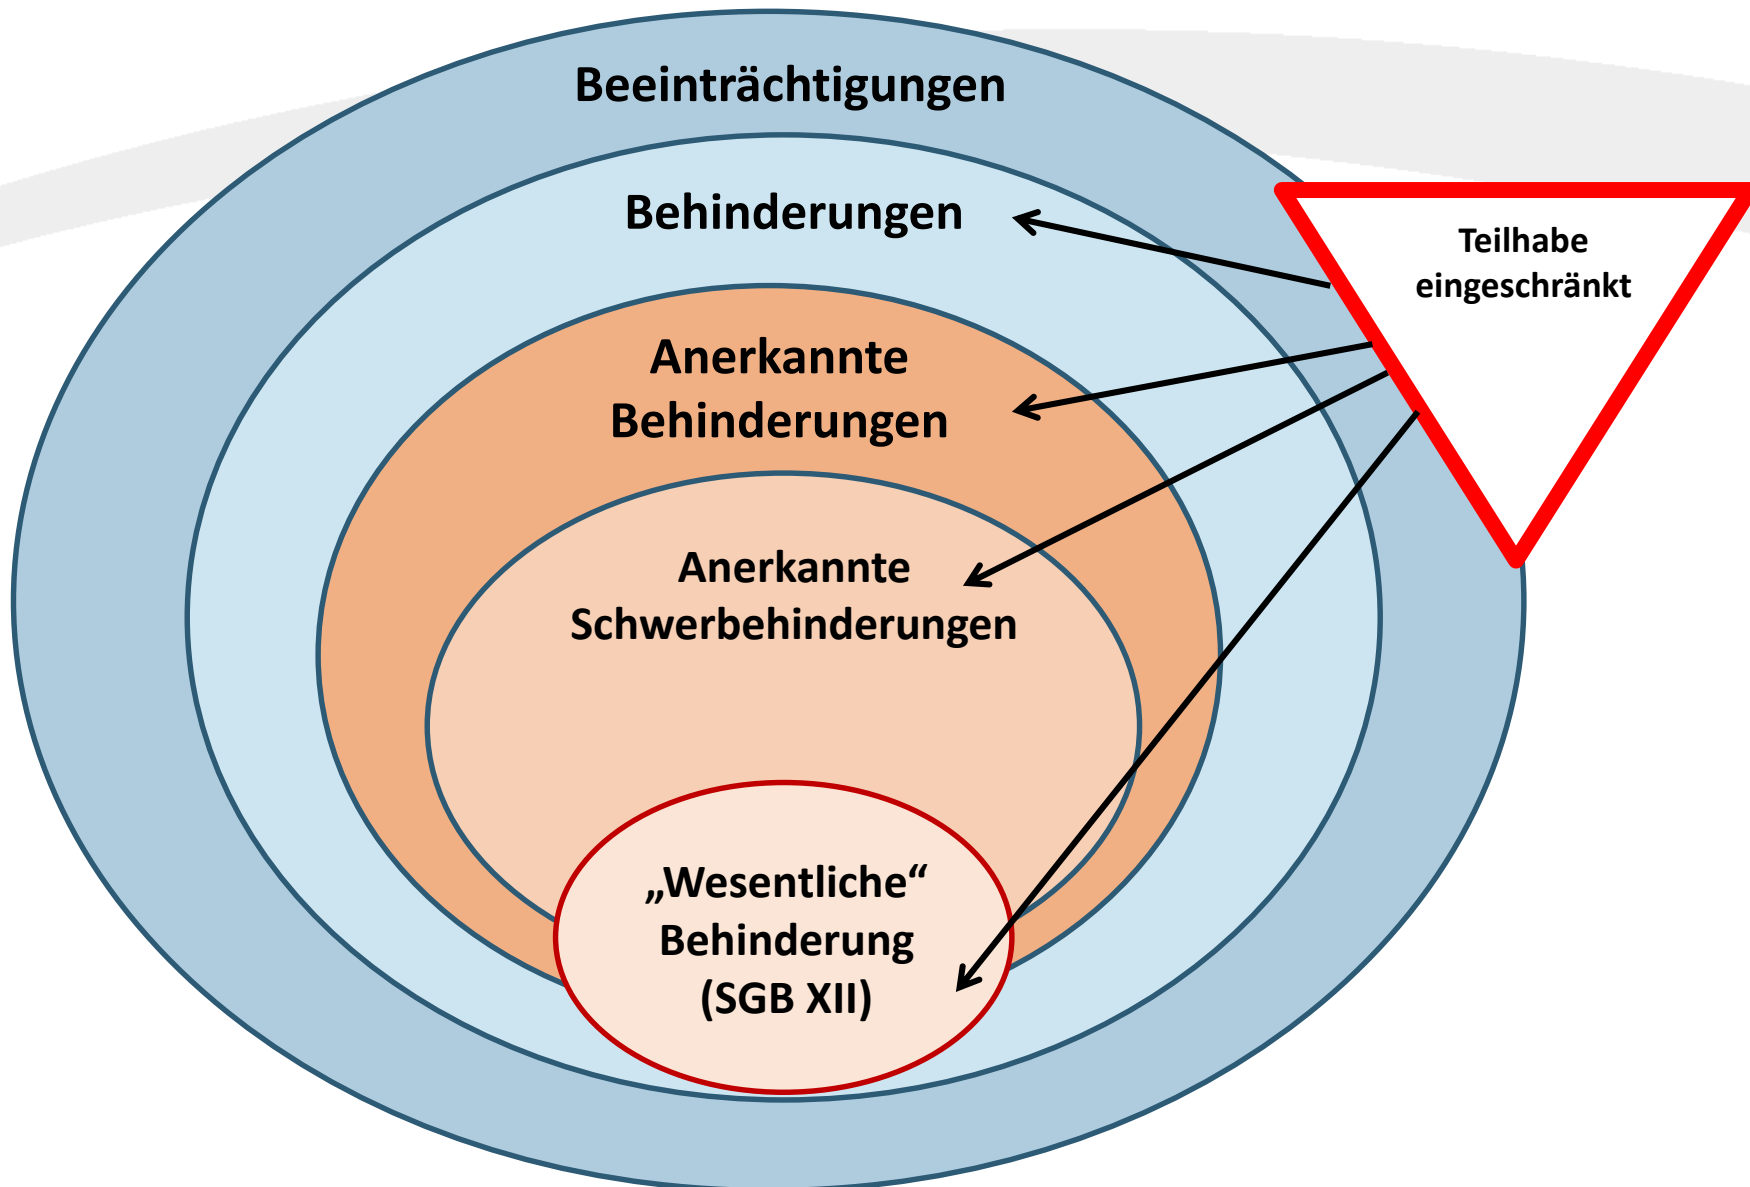 Beeinträchtigungen
Behinderungen
Teilhabe
eingeschränkt
Anerkannte
Behinderungen
Anerkannte
Schwerbehinderungen
„Wesentliche“
Behinderung
(SGB XII)